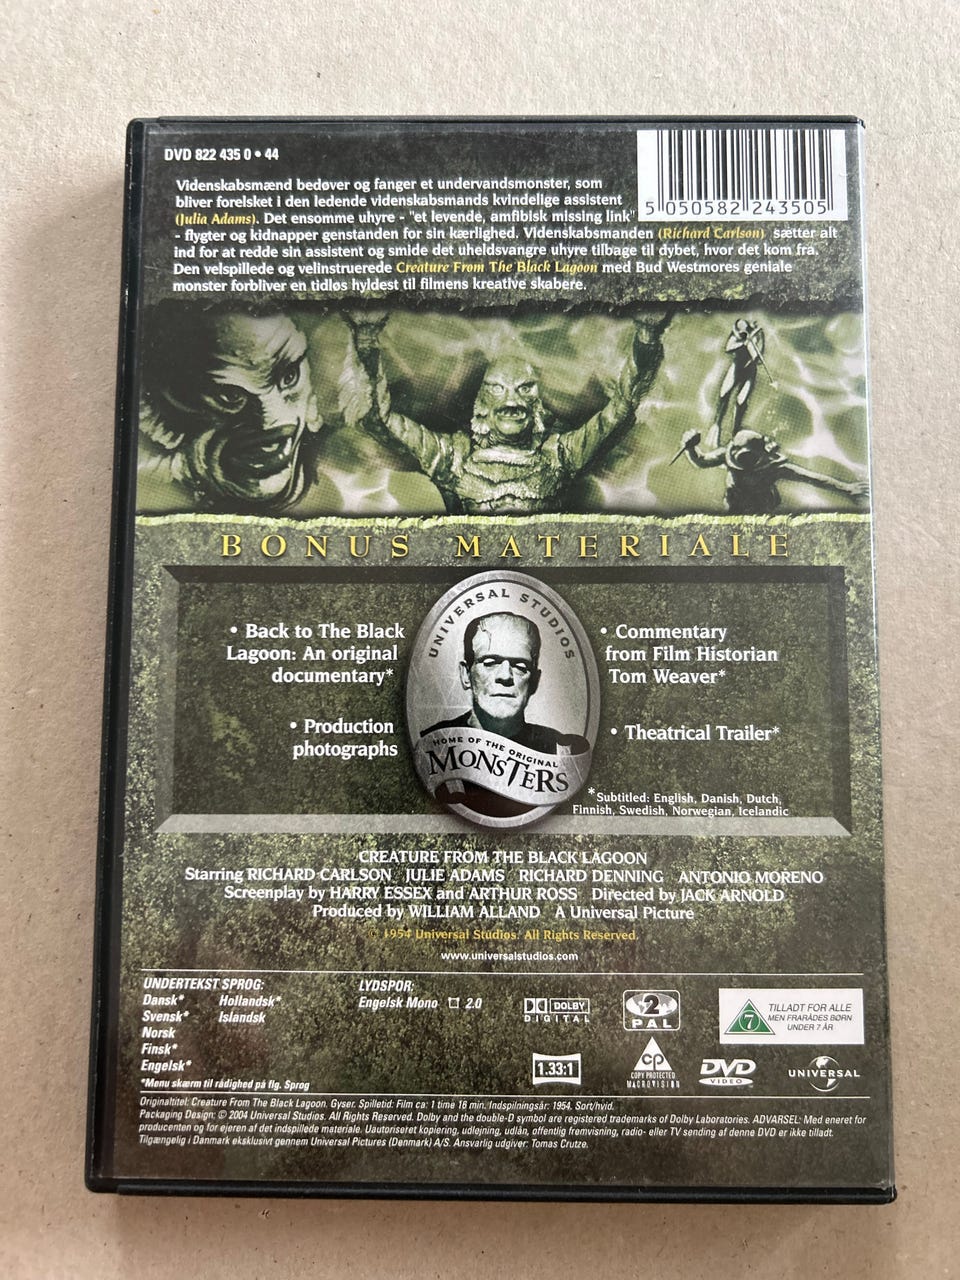 DVD 822 435 0 • 44
5 050582 243505
Videnskabsmænd bedøver og fanger et undervandsmonster, som
bliver forelsket i den ledende videnskabsmands kvindelige assistent
(Julia Adams). Det ensomme uhyre - "et levende, amfibisk missing link"
- flygter og kidnapper genstanden for sin kærlighed. Videnskabsmanden (Richard Carlson) sætter alt
ind for at redde sin assistent og smide det uheldsvangre uhyre tilbage til dybet, hvor det kom fra.
Den velspillede og velinstruerede Creature From The Black Lagoon med Bud Westmores geniale
monster forbliver en tidløs hyldest til filmens kreative skabere.
BONUS MATERIALE
• Back to The Black
Lagoon: An original
documentary*
• Production
photographs
UNIVERSAL STUDIOS
HOME OF THE ORIGINAL
MONSTERS
• Commentary
from Film Historian
Tom Weaver*
• Theatrical Trailer*
*Subtitled: English, Danish, Dutch,
Finnish, Swedish, Norwegian, Icelandic
CREATURE FROM THE BLACK LAGOON
Starring RICHARD CARLSON JULIE ADAMS RICHARD DENNING ANTONIO MORENO
Screenplay by HARRY ESSEX and ARTHUR ROSS Directed by JACK ARNOLD
Produced by WILLIAM ALLAND A Universal Picture
© 1954 Universal Studios. All Rights Reserved.
www.universalstudios.com
UNDERTEKST SPROG:
Dansk* Hollandsk*
Svensk* Islandsk
Norsk
Finsk*
Engelsk*
*Menu skærm til rådighed på flg. Sprog
LYDSPOR:
Engelsk Mono 2.0
DOLBY
DIGITAL
2
PAL
7
TILLADT FOR ALLE
MEN FRARÅDES BØRN
UNDER 7 ÅR
1.33:1
CP
COPY PROTECTED
MACROVISION
DVD
VIDEO
UNIVERSAL
Originaltitel: Creature From The Black Lagoon. Gyser. Spilletid: Film ca: 1 time 16 min. Indspilningsår: 1954. Sort/hvid.
Packaging Design: © 2004 Universal Studios. All Rights Reserved. Dolby and the double-D symbol are registered trademarks of Dolby Laboratories. ADVARSEL: Med eneret for
producenten og for ejeren af det indspillede materiale. Uautoriseret kopiering, udlejning, udlån, offentlig fremvisning, radio- eller TV sending af denne DVD er ikke tilladt.
Tilgængelig i Danmark eksklusivt gennem Universal Pictures (Denmark) A/S. Ansvarlig udgiver: Tomas Crutze.